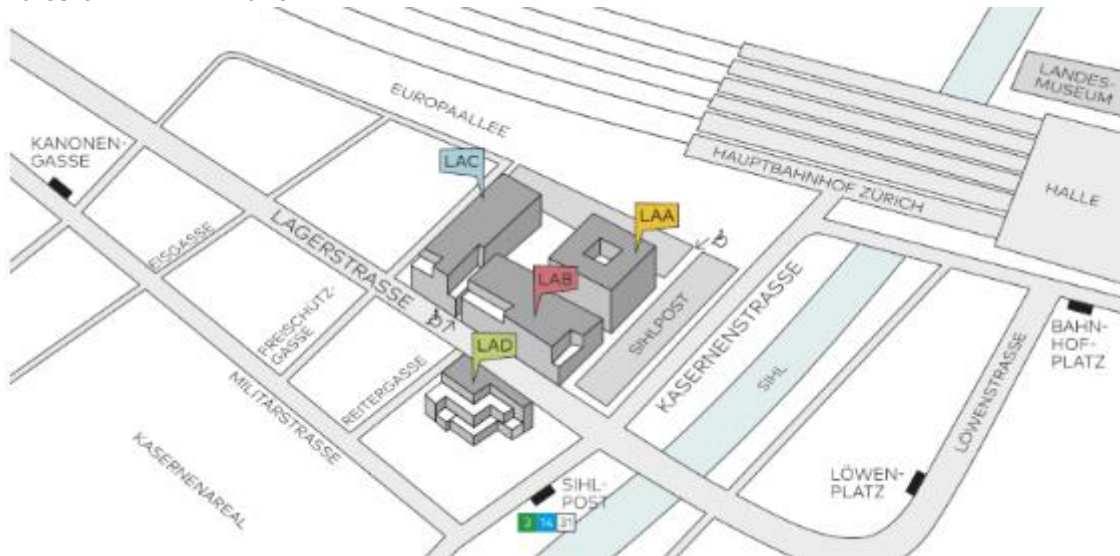 LANDES-
MUSEUM
EUROPAALLEE
KANONEN-
GASSE
LAC
HAUPTBAHNHOF ZÜRICH
HALLE
LAA
EISGASSE
LAGERSTRASSE
LAB
FREISCHÜTZ-
GASSE
SIHLPOST
KASERNENSTRASSE
BAHN-
HOF-
PLATZ
LAD
REITERGASSE
SIHL
MILITÄRSTRASSE
LÖWENSTRASSE
KASERNENAREAL
LÖWEN-
PLATZ
SIHL-
POST
3 14 31